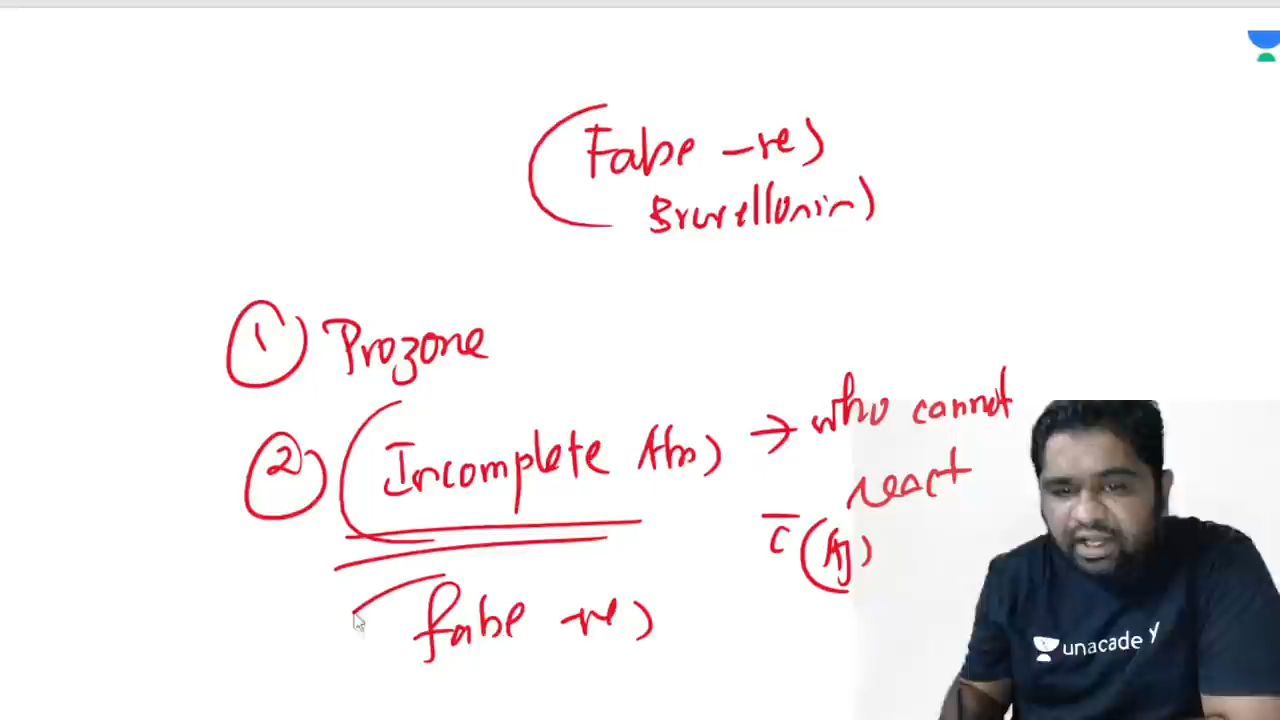 (False -ve)
Brucellosis)
① Prozone
② (Incomplete Abs) → who cannot
react
c̄ (Ag)
(false -ve)
unacademy